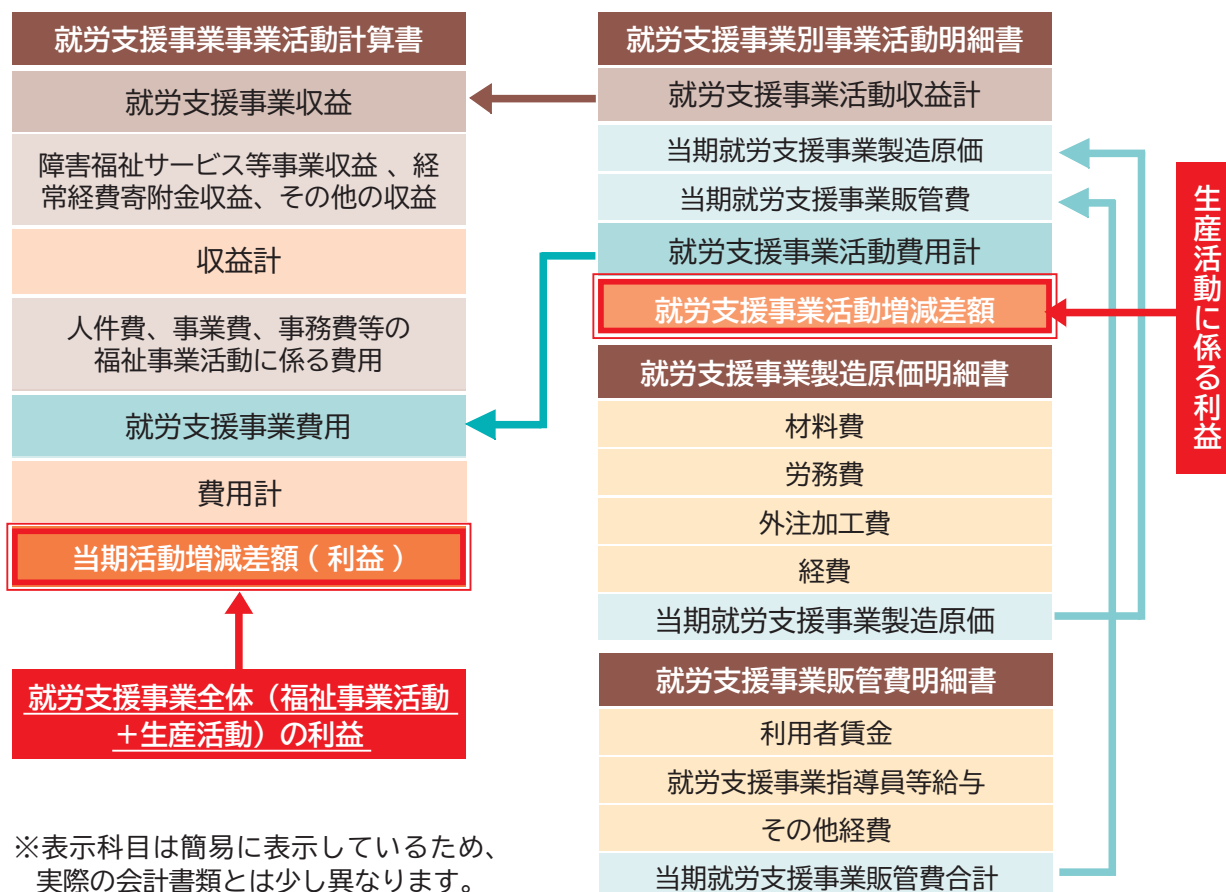 就労支援事業事業活動計算書
就労支援事業収益
障害福祉サービス等事業収益 、経
常経費寄附金収益、その他の収益
収益計
人件費、事業費、事務費等の
福祉事業活動に係る費用
就労支援事業費用
費用計
当期活動増減差額（ 利益 ）
就労支援事業全体（福祉事業活動
＋生産活動）の利益
※表示科目は簡易に表示しているため、
実際の会計書類とは少し異なります。
就労支援事業別事業活動明細書
就労支援事業活動収益計
当期就労支援事業製造原価
当期就労支援事業販管費
就労支援事業活動費用計
就労支援事業活動増減差額
就労支援事業製造原価明細書
材料費
労務費
外注加工費
経費
当期就労支援事業製造原価
就労支援事業販管費明細書
利用者賃金
就労支援事業指導員等給与
その他経費
当期就労支援事業販管費合計
生産活動に係る利益